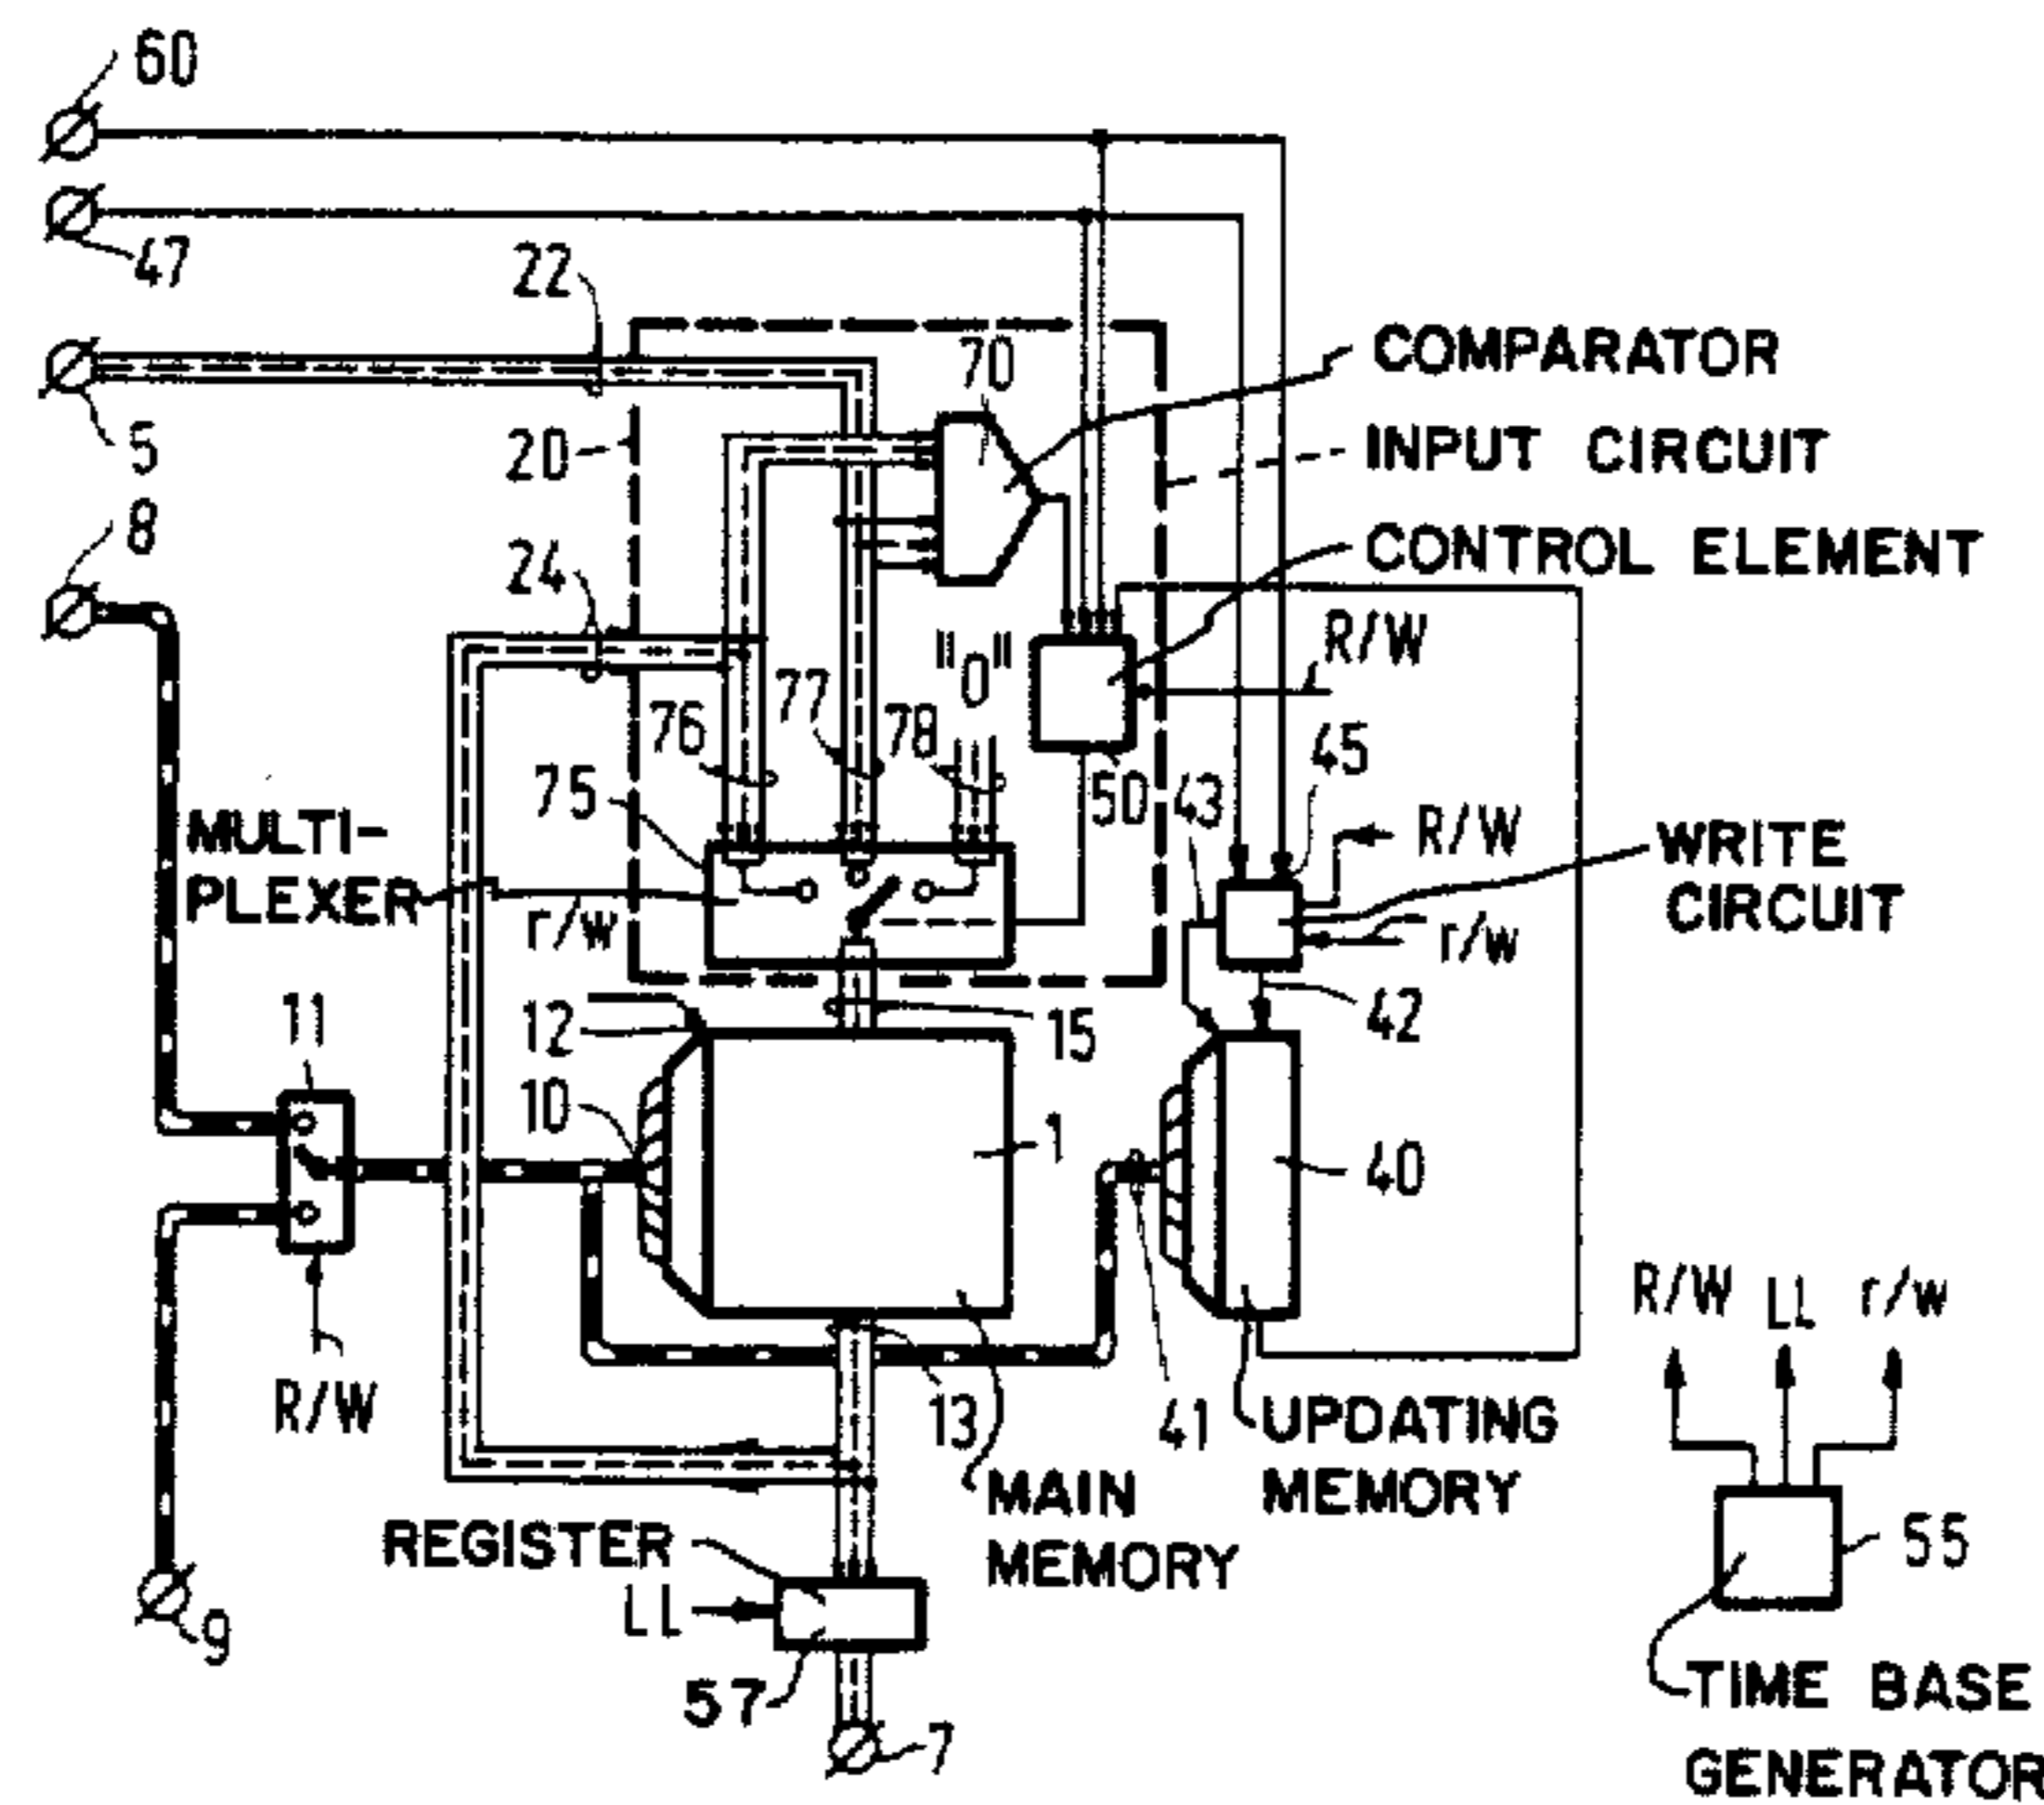 60
47
22
5
70
COMPARATOR
20
INPUT CIRCUIT
8
24
CONTROL ELEMENT
"0"
R/W
76
77
78
75
50
43
45
MULTI-
PLEXER
r/w
R/W
WRITE
CIRCUIT
r/w
11
12
15
42
10
1
40
R/W
LL
r/w
R/W
13
41
UPDATING
MEMORY
MAIN
MEMORY
REGISTER
LL
55
9
57
7
TIME BASE
GENERATOR